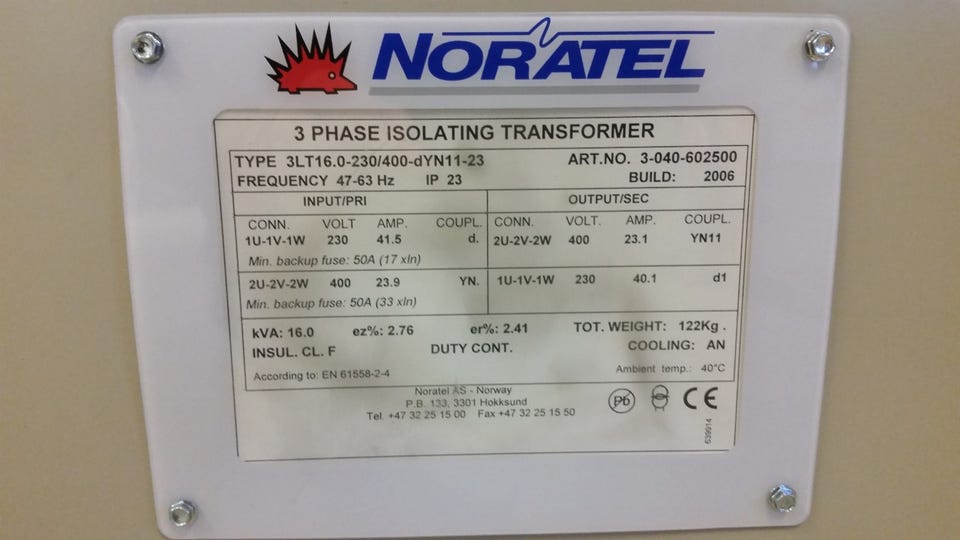 NORATEL
3 PHASE ISOLATING TRANSFORMER
TYPE 3LT16.0-230/400-dYN11-23 ART.NO. 3-040-602500
FREQUENCY 47-63 Hz IP 23 BUILD: 2006
INPUT/PRI OUTPUT/SEC
CONN. VOLT AMP. COUPL. CONN. VOLT. AMP. COUPL.
1U-1V-1W 230 41.5 d. 2U-2V-2W 400 23.1 YN11
Min. backup fuse: 50A (17 xIn)
2U-2V-2W 400 23.9 YN. 1U-1V-1W 230 40.1 d1
Min. backup fuse: 50A (33 xIn)
kVA: 16.0 ez%: 2.76 er%: 2.41 TOT. WEIGHT: 122Kg .
INSUL. CL. F DUTY CONT. COOLING: AN
According to: EN 61558-2-4 Ambient temp.: 40°C
Noratel AS - Norway
P.B. 133, 3301 Hokksund
Tel. +47 32 25 15 00 Fax +47 32 25 15 50
Pb CE
639914